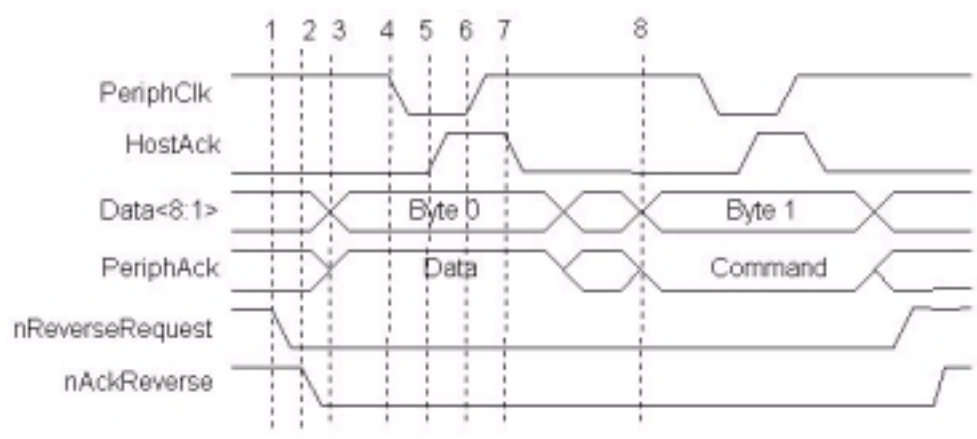 1 2 3 4 5 6 7 8
PeriphClk
HostAck
Data<8:1> Byte 0 Byte 1
PeriphAck Data Command
nReverseRequest
nAckReverse